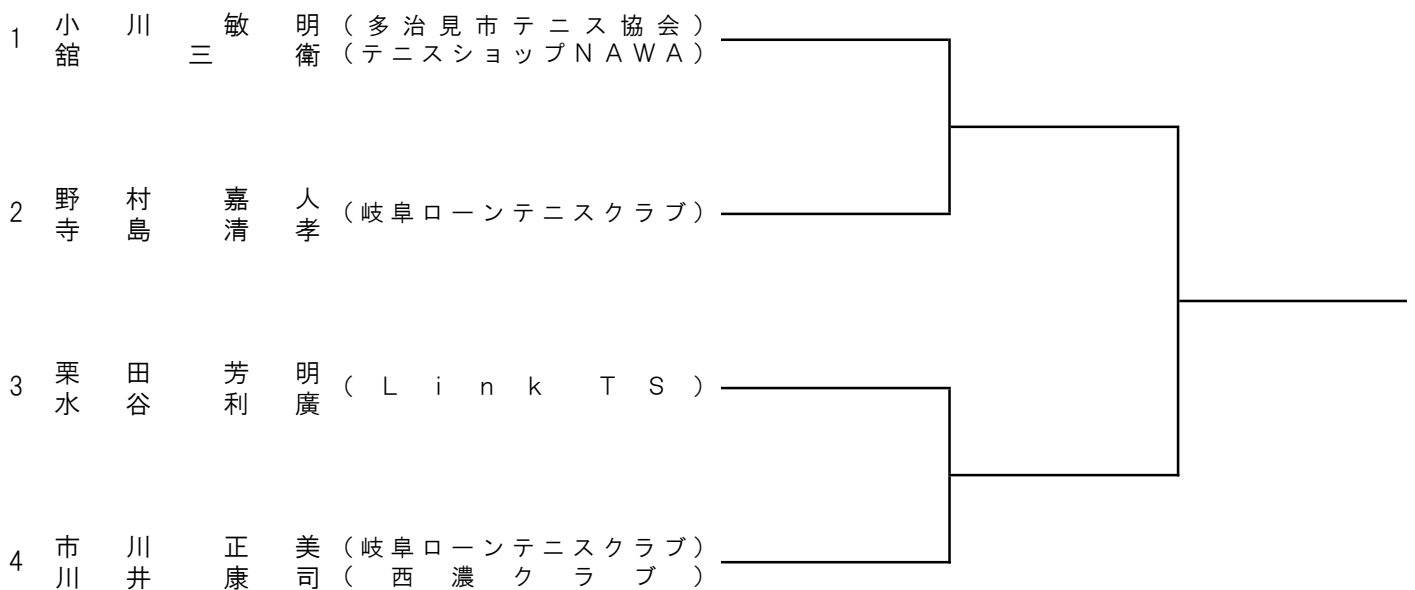 1 小川 敏明 (多治見市テニス協会)
舘 三衛 (テニスショップNAWA)
2 野村 嘉人 (岐阜ローンテニスクラブ)
寺島 清孝
3 栗田 芳明 (Link TS)
水谷 利廣
4 市川 正美 (岐阜ローンテニスクラブ)
川井 康司 (西濃クラブ)